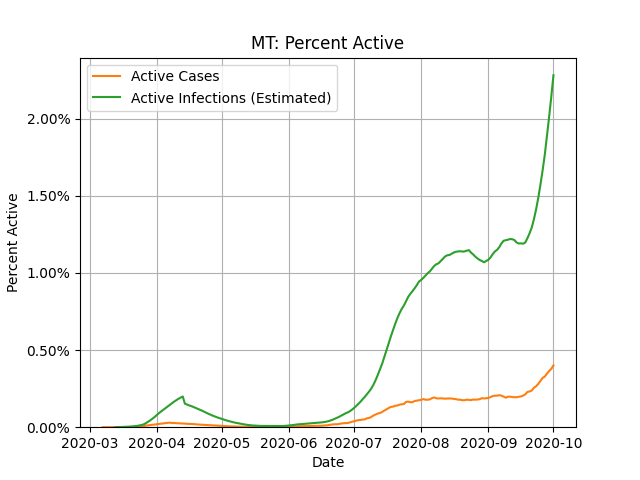 MT: Percent Active
Active Cases
Active Infections (Estimated)
Percent Active
2.00%
1.50%
1.00%
0.50%
0.00%
2020-03 2020-04 2020-05 2020-06 2020-07 2020-08 2020-09 2020-10
Date